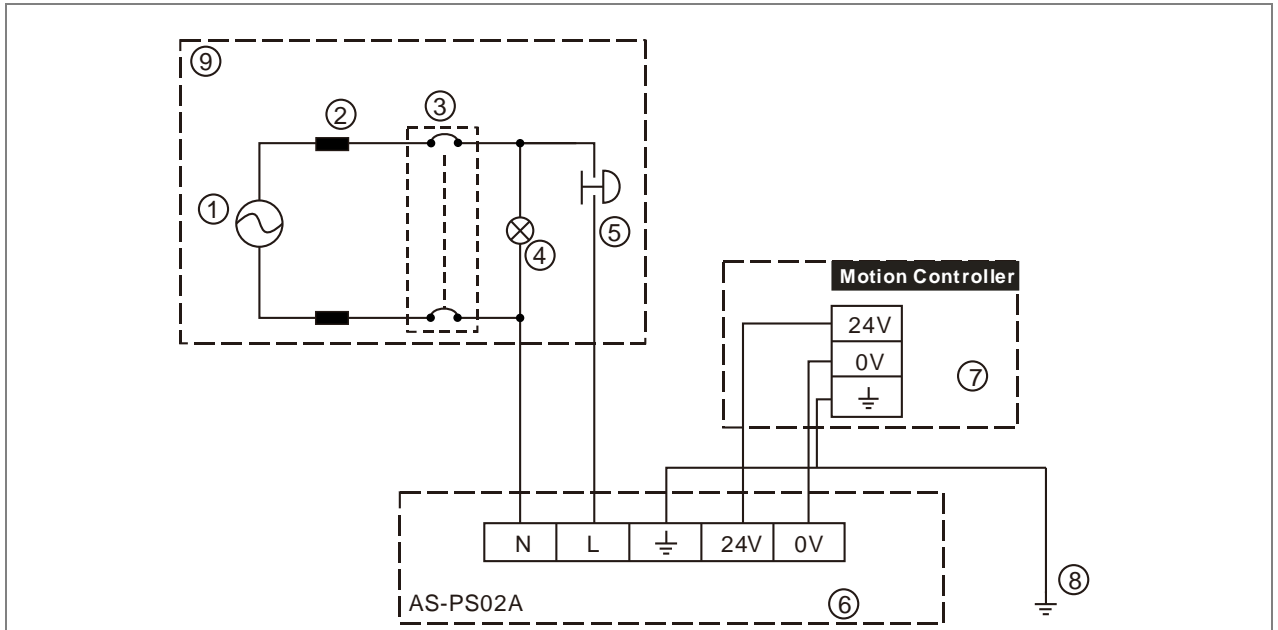 ⑨
②
③
①
④
⑤
Motion Controller
24V
0V
⑦
N L 24V 0V
⑧
AS-PS02A
⑥